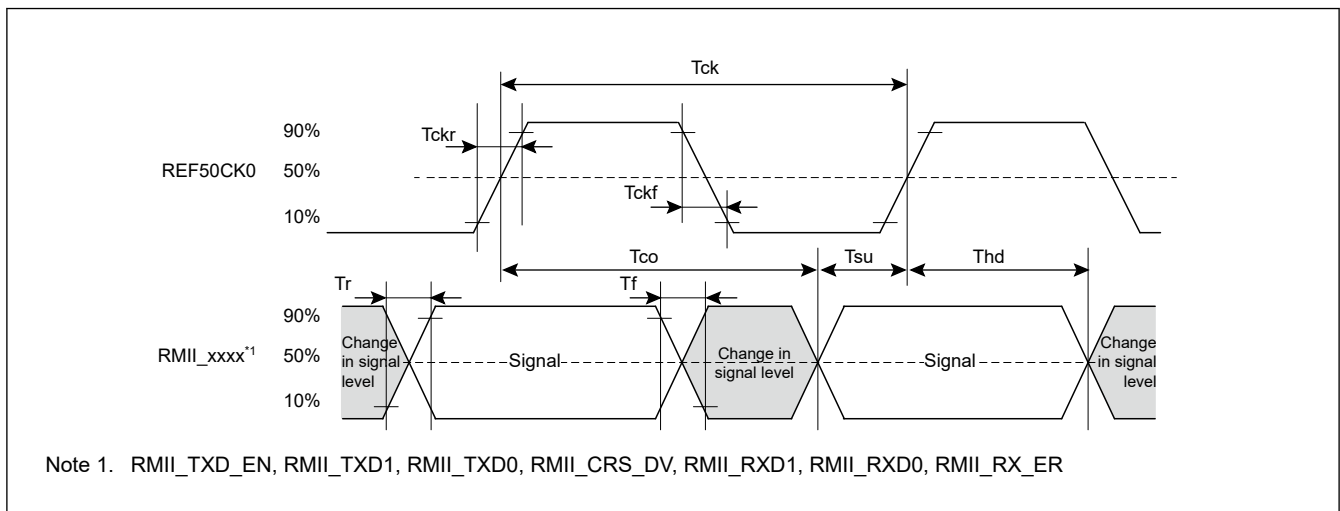 Tck
90%
Tckr
REF50CK0 50%
Tckf
10%
Tco Tsu Thd
Tr Tf
90%
Change in signal level
RMII_xxxx*1 50%
Signal
Change in signal level
Signal
Change in signal level
10%
Note 1. RMII_TXD_EN, RMII_TXD1, RMII_TXD0, RMII_CRS_DV, RMII_RXD1, RMII_RXD0, RMII_RX_ER